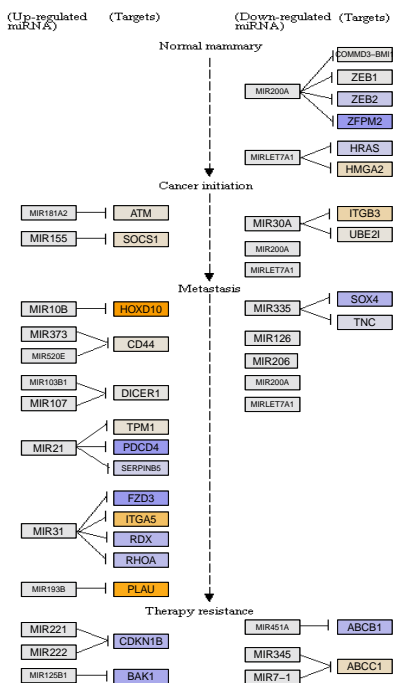 (Up-regulated miRNA)
(Targets)
(Down-regulated miRNA)
(Targets)
Normal mammary
COMMD3-BMI1
ZEB1
MIR200A
ZEB2
ZFPM2
HRAS
MIRLET7A1
HMGA2
Cancer initiation
MIR181A2
ATM
MIR155
SOCS1
ITGB3
MIR30A
UBE2I
MIR200A
MIRLET7A1
Metastasis
MIR10B
HOXD10
MIR373
CD44
MIR520E
MIR103B1
DICER1
MIR107
TPM1
MIR21
PDCD4
SERPINB5
FZD3
ITGA5
MIR31
RDX
RHOA
MIR193B
PLAU
SOX4
MIR335
TNC
MIR126
MIR206
MIR200A
MIRLET7A1
Therapy resistance
MIR221
CDKN1B
MIR222
MIR125B1
BAK1
MIR451A
ABCB1
MIR345
ABCC1
MIR7-1